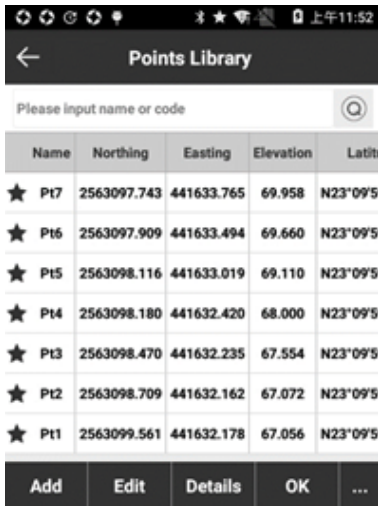 上午11:52
Points Library
Please input name or code
Name Northing Easting Elevation Latit
Pt7 2563097.743 441633.765 69.958 N23°09'5
Pt6 2563097.909 441633.494 69.660 N23°09'5
Pt5 2563098.116 441633.019 69.110 N23°09'5
Pt4 2563098.180 441632.420 68.000 N23°09'5
Pt3 2563098.470 441632.235 67.554 N23°09'5
Pt2 2563098.709 441632.162 67.072 N23°09'5
Pt1 2563099.561 441632.178 67.056 N23°09'5
Add Edit Details OK ...